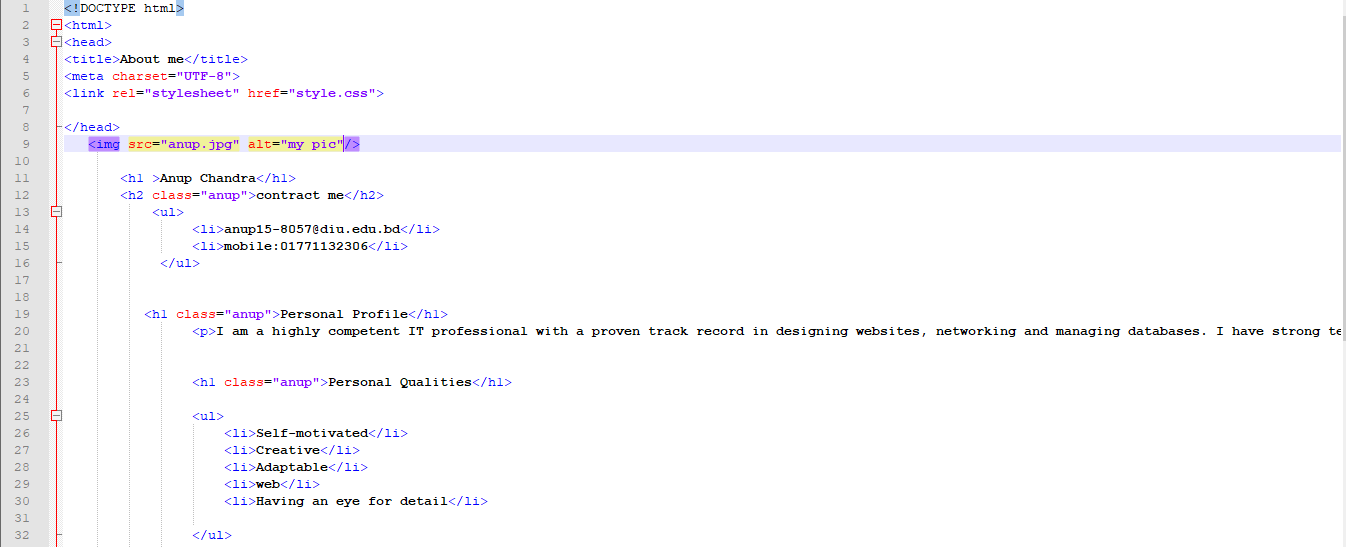 1 <!DOCTYPE html>
2 <html>
3 <head>
4 <title>About me</title>
5 <meta charset="UTF-8">
6 <link rel="stylesheet" href="style.css">
7
8 </head>
9 <img src="anup.jpg" alt="my pic"/>
10
11 <h1 >Anup Chandra</h1>
12 <h2 class="anup">contract me</h2>
13 <ul>
14 <li>anup15-8057@diu.edu.bd</li>
15 <li>mobile:01771132306</li>
16 </ul>
17
18
19 <h1 class="anup">Personal Profile</h1>
20 <p>I am a highly competent IT professional with a proven track record in designing websites, networking and managing databases. I have strong te
21
22
23 <h1 class="anup">Personal Qualities</h1>
24
25 <ul>
26 <li>Self-motivated</li>
27 <li>Creative</li>
28 <li>Adaptable</li>
29 <li>web</li>
30 <li>Having an eye for detail</li>
31
32 </ul>